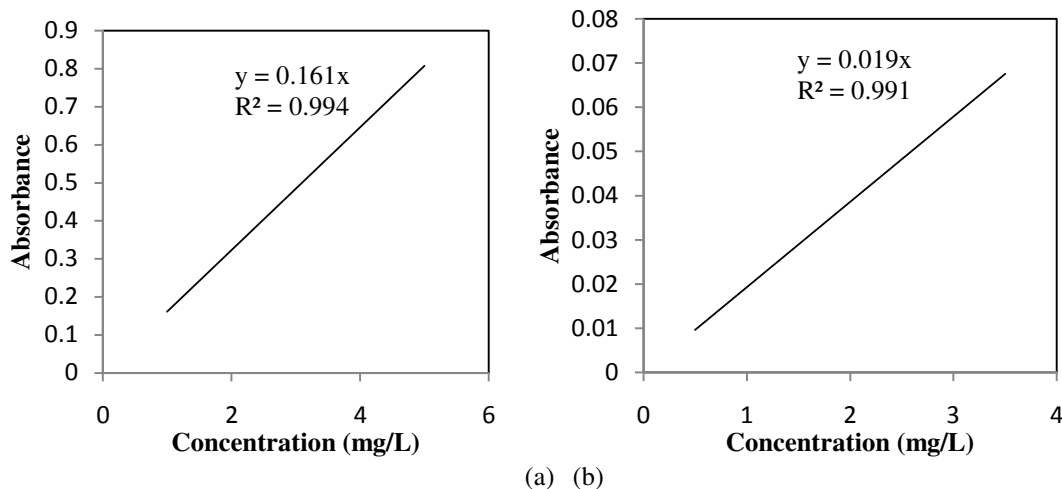 0.9
0.8
0.7
0.6
0.5
0.4
0.3
0.2
0.1
0
Absorbance
y = 0.161x
R² = 0.994
0 2 4 6
Concentration (mg/L)
0.08
0.07
0.06
0.05
0.04
0.03
0.02
0.01
0
Absorbance
y = 0.019x
R² = 0.991
0 1 2 3 4
Concentration (mg/L)
(a) (b)